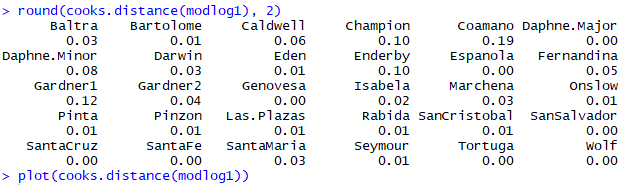 > round(cooks.distance(modlog1), 2)
Baltra Bartolome Caldwell Champion Coamano Daphne.Major
0.03 0.01 0.06 0.10 0.19 0.00
Daphne.Minor Darwin Eden Enderby Espanola Fernandina
0.08 0.03 0.01 0.10 0.00 0.05
Gardner1 Gardner2 Genovesa Isabela Marchena Onslow
0.12 0.04 0.00 0.02 0.03 0.01
Pinta Pinzon Las.Plazas Rabida SanCristobal SanSalvador
0.01 0.01 0.01 0.01 0.01 0.00
SantaCruz SantaFe SantaMaria Seymour Tortuga Wolf
0.00 0.00 0.03 0.01 0.00 0.00
> plot(cooks.distance(modlog1))